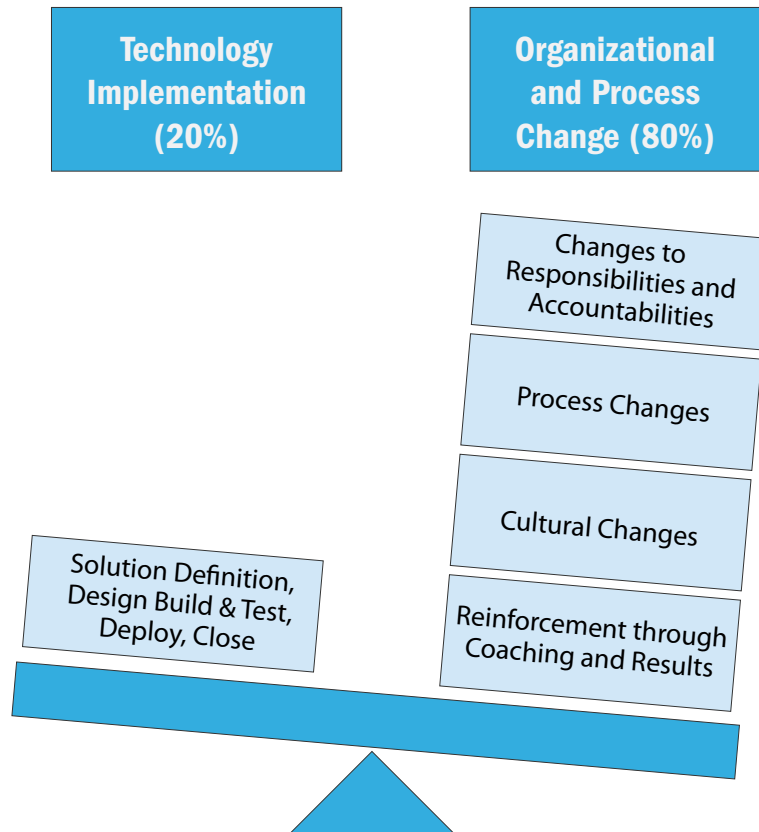 Technology
Implementation
(20%)
Organizational
and Process
Change (80%)
Changes to
Responsibilities and
Accountabilities
Process Changes
Cultural Changes
Solution Definition,
Design Build & Test,
Deploy, Close
Reinforcement through
Coaching and Results